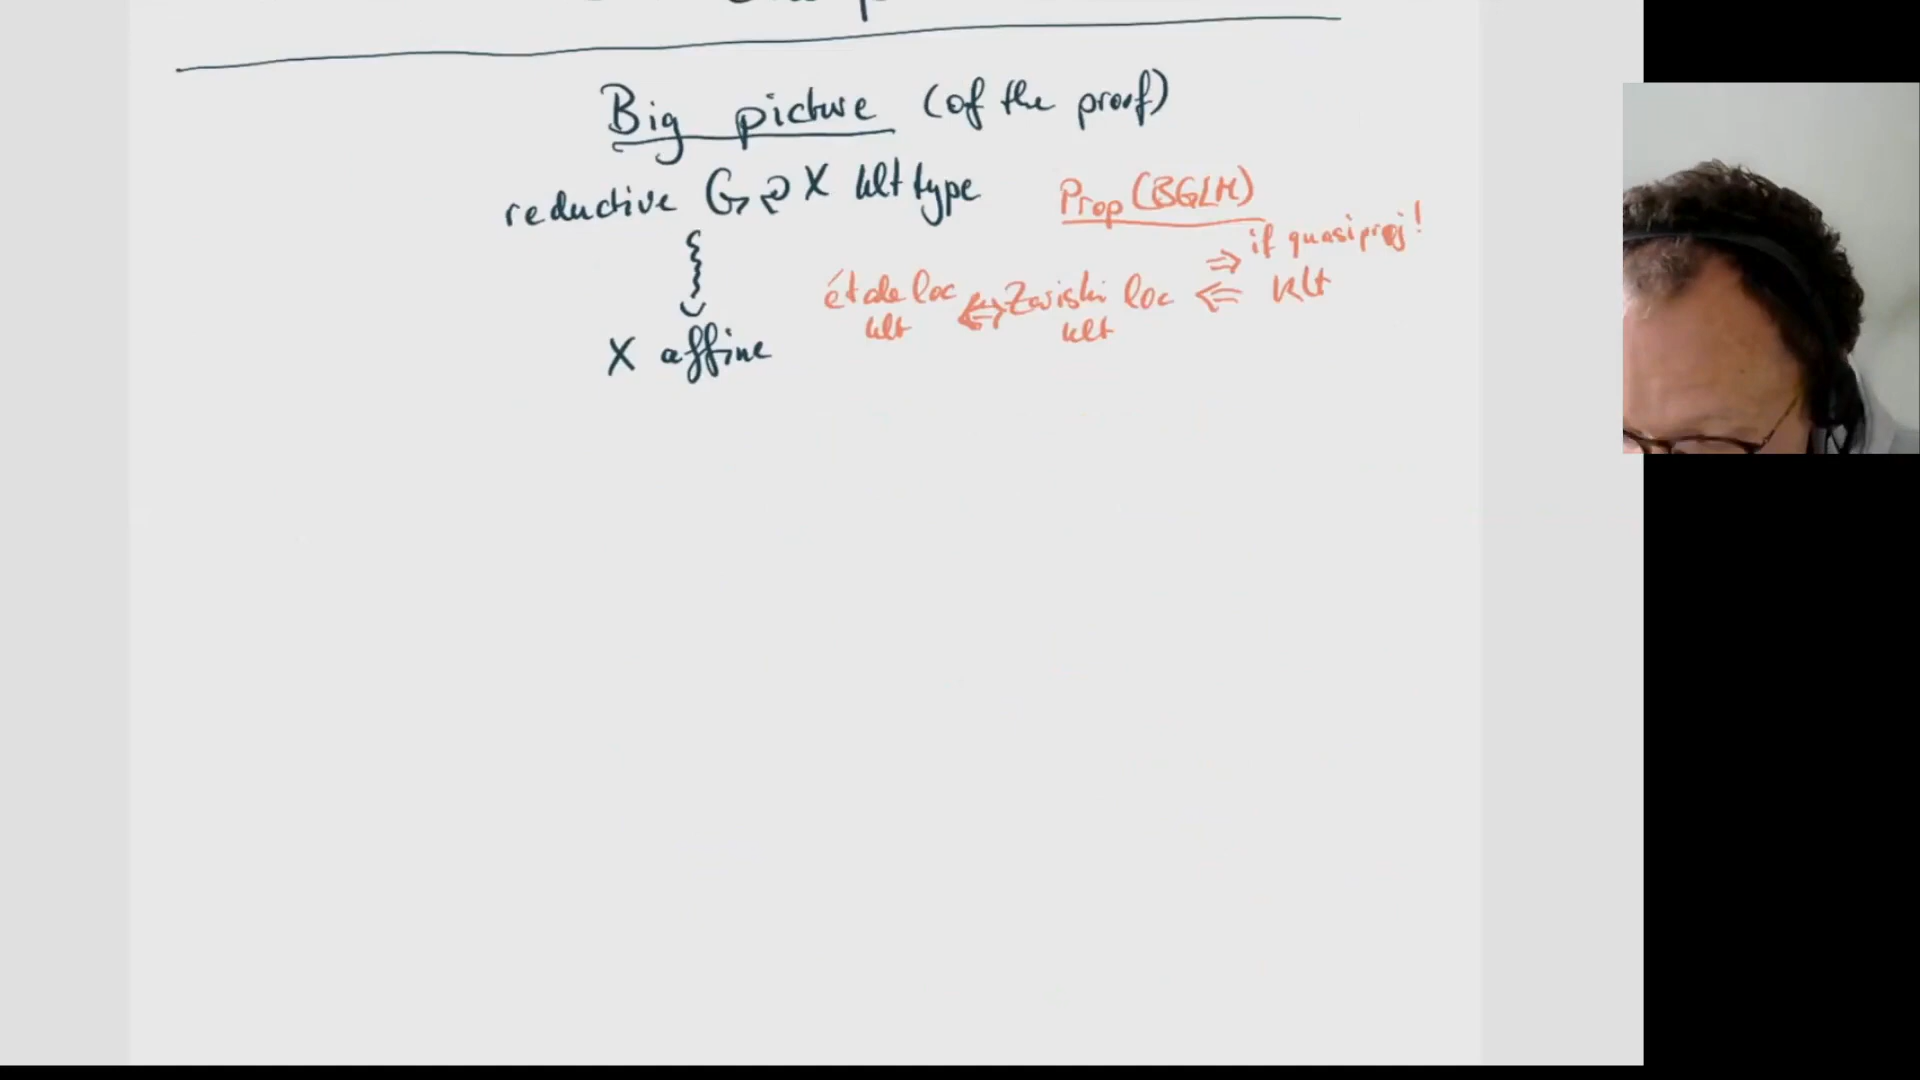 Big picture (of the proof)
reductive G ↻ X klt type
Prop (BGLM)
⇒ if quasiproj!
étale loc klt ⇔ Zariski loc klt ⇐ klt
X affine